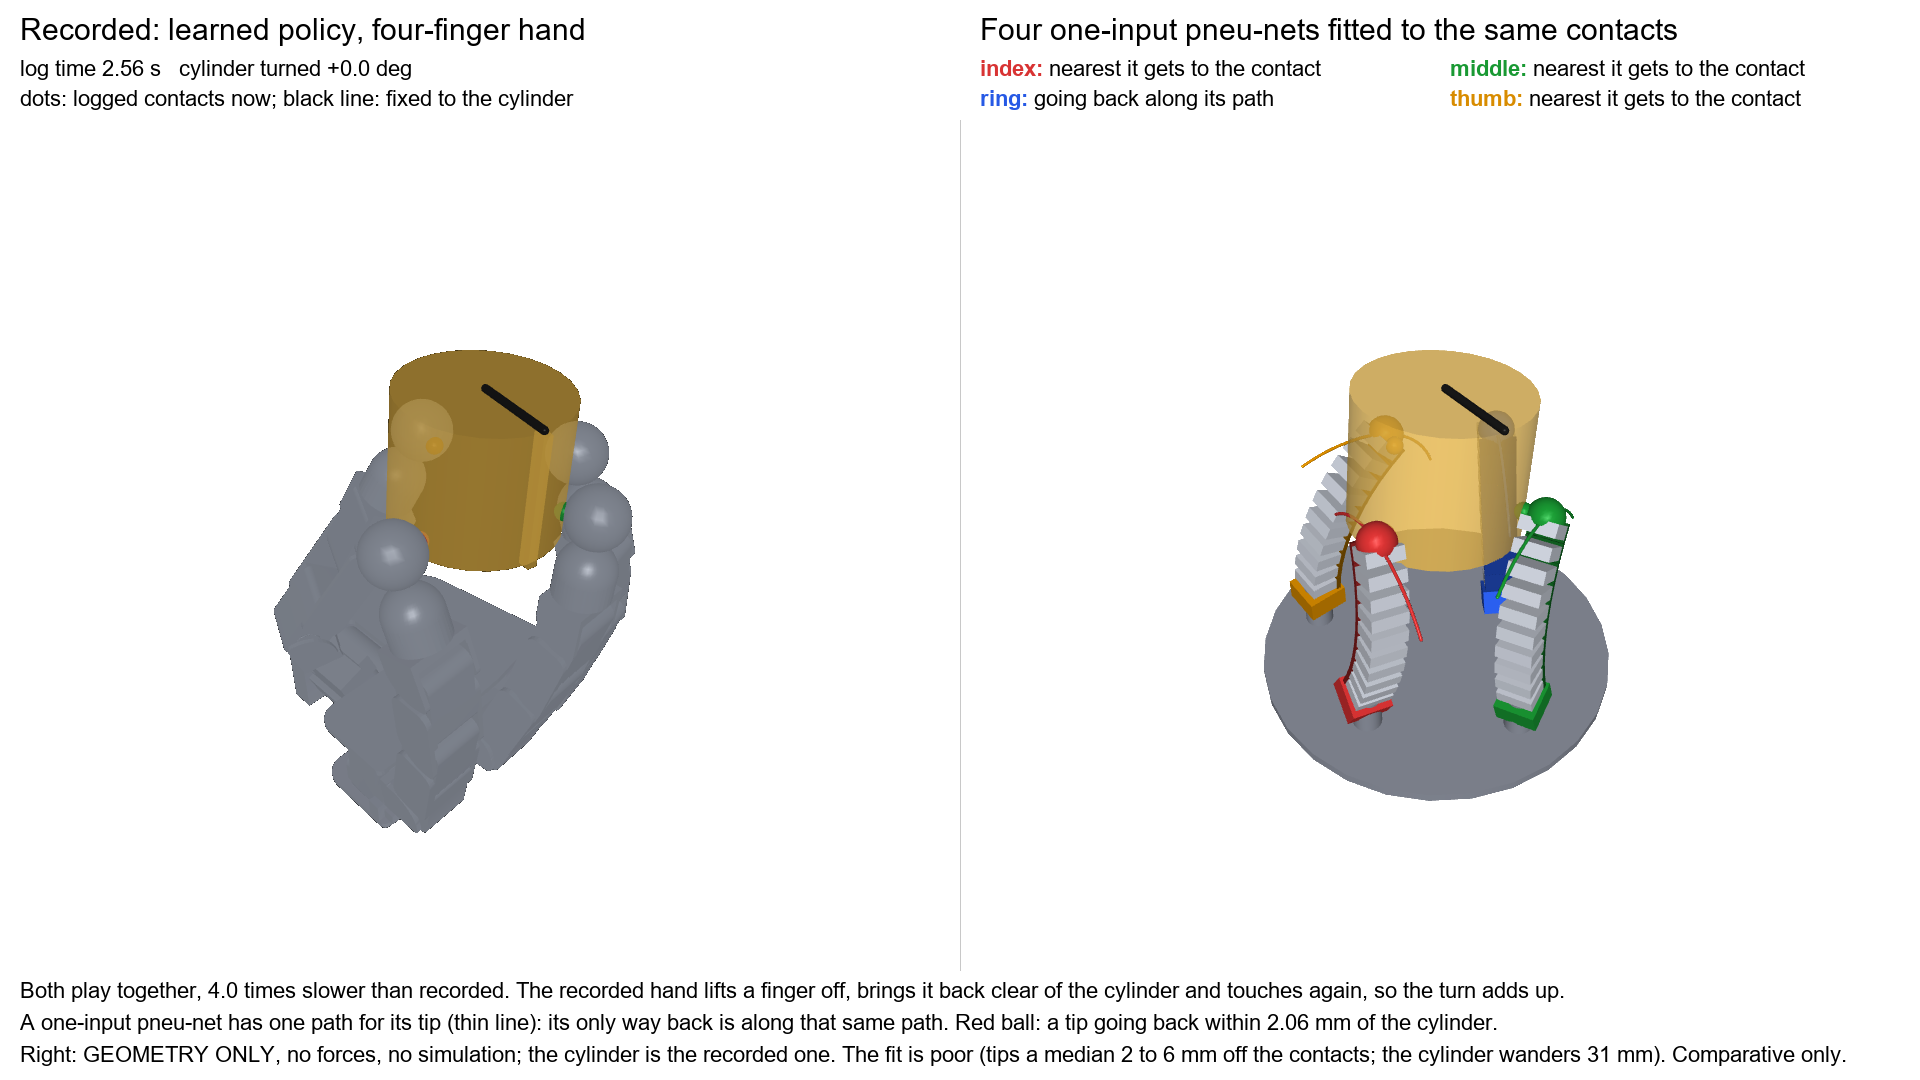 Recorded: learned policy, four-finger hand
log time 2.56 s   cylinder turned +0.0 deg
dots: logged contacts now; black line: fixed to the cylinder
Four one-input pneu-nets fitted to the same contacts
index: nearest it gets to the contact
middle: nearest it gets to the contact
ring: going back along its path
thumb: nearest it gets to the contact
Both play together, 4.0 times slower than recorded. The recorded hand lifts a finger off, brings it back clear of the cylinder and touches again, so the turn adds up.
A one-input pneu-net has one path for its tip (thin line): its only way back is along that same path. Red ball: a tip going back within 2.06 mm of the cylinder.
Right: GEOMETRY ONLY, no forces, no simulation; the cylinder is the recorded one. The fit is poor (tips a median 2 to 6 mm off the contacts; the cylinder wanders 31 mm). Comparative only.